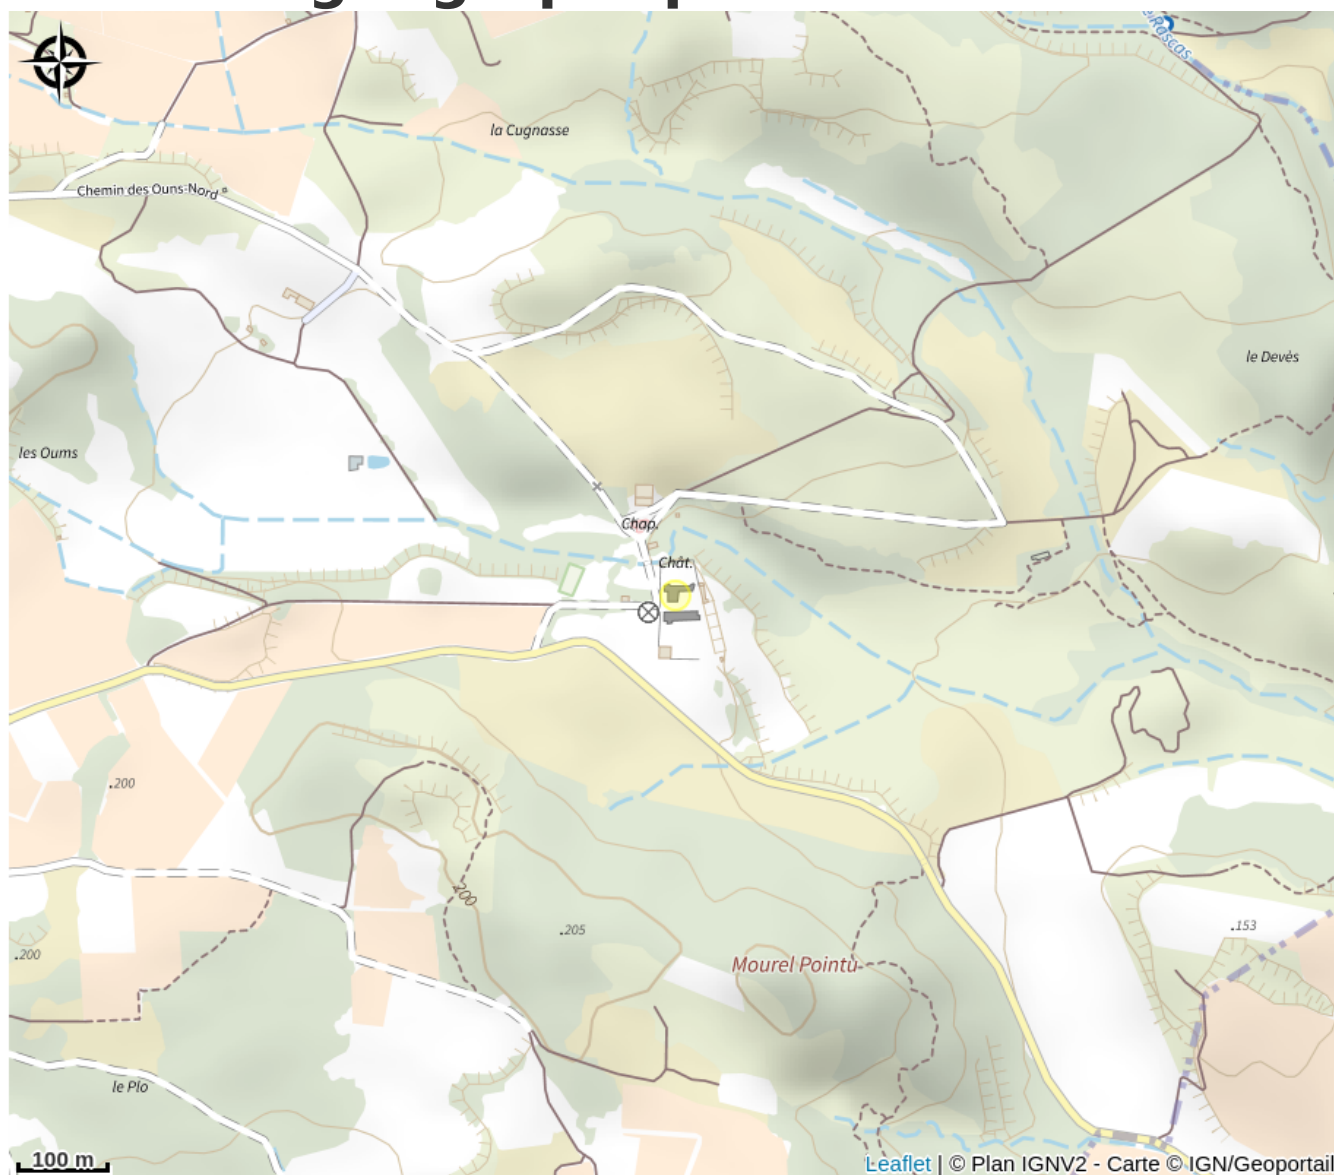 Rascas
la Cugnasse
Chemin des Ouns-Nord
le Devès
les Oums
Chap.
Chât.
.200
200
.205
.153
.200
Mourel Pointu
le Plo
100 m
Leaflet | © Plan IGNV2 - Carte © IGN/Geoportail